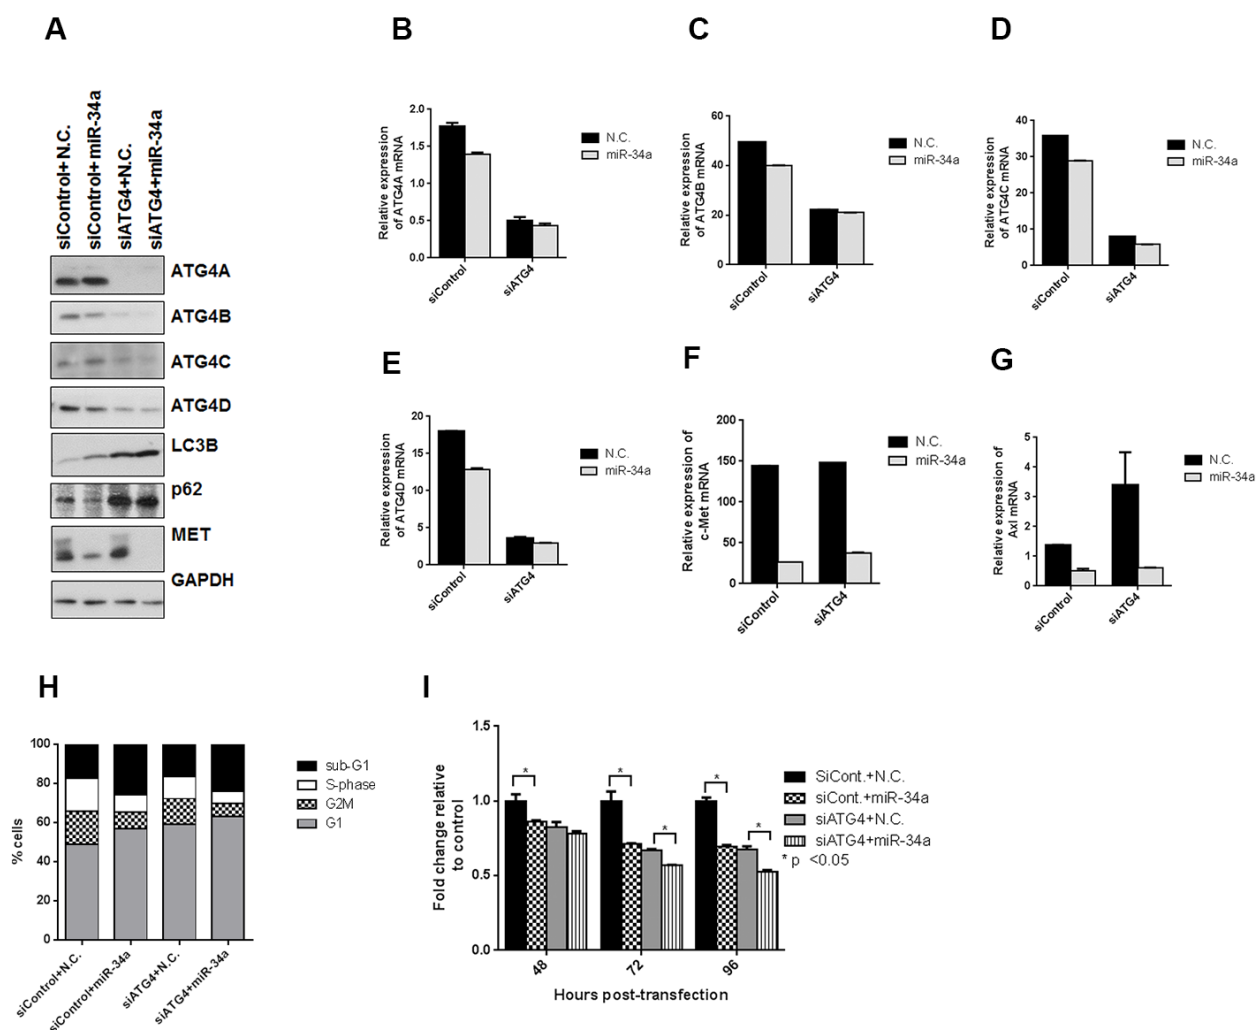 A
siControl+N.C.
siControl+miR-34a
siATG4+N.C.
siATG4+miR-34a
ATG4A
ATG4B
ATG4C
ATG4D
LC3B
p62
MET
GAPDH
B
Relative expression
of ATG4A mRNA
2.0
1.5
1.0
0.5
0.0
siControl
siATG4
N.C.
miR-34a
C
Relative expression
of ATG4B mRNA
60
40
20
0
siControl
siATG4
N.C.
miR-34a
D
Relative expression
of ATG4C mRNA
40
30
20
10
0
siControl
siATG4
N.C.
miR-34a
E
Relative expression
of ATG4D mRNA
20
15
10
5
0
siControl
siATG4
N.C.
miR-34a
F
Relative expression of
c-Met mRNA
200
150
100
50
0
siControl
siATG4
N.C.
miR-34a
G
Relative expression of
Axl mRNA
5
4
3
2
1
0
siControl
siATG4
N.C.
miR-34a
H
% cells
100
80
60
40
20
0
siControl+N.C.
siControl+miR-34a
siATG4+N.C.
siATG4+miR-34a
sub-G1
S-phase
G2M
G1
I
Fold change relative
to control
1.5
1.0
0.5
0.0
*
*
*
*
*
48
72
96
Hours post-transfection
SiCont.+N.C.
siCont.+miR-34a
siATG4+N.C.
siATG4+miR-34a
* p <0.05